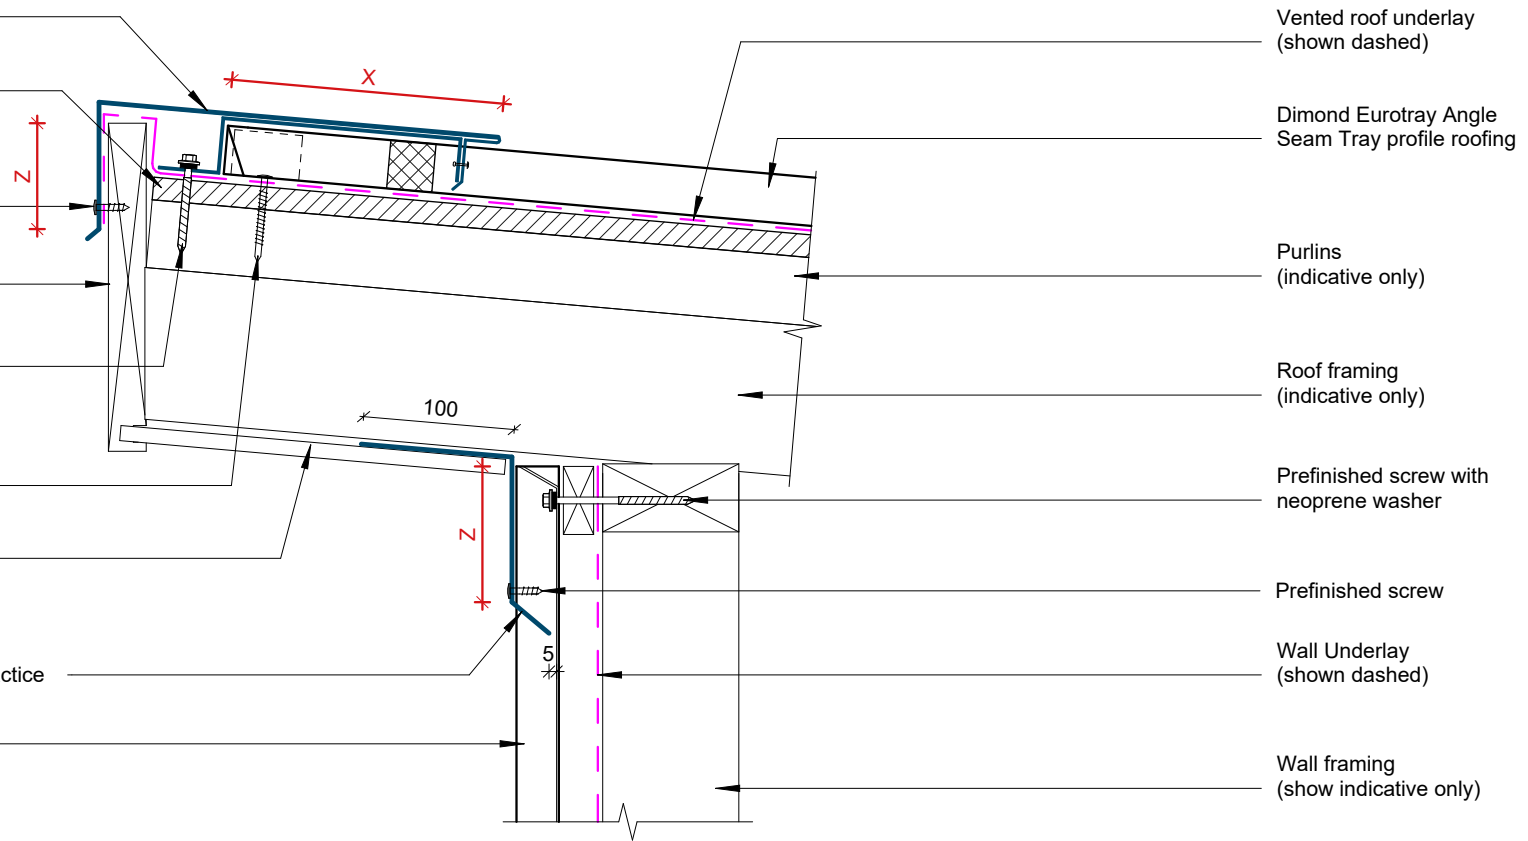 Vented roof underlay
(shown dashed)
X
Dimond Eurotray Angle
Seam Tray profile roofing
Z
Purlins
(indicative only)
Roof framing
(indicative only)
100
Prefinished screw with
neoprene washer
Z
Prefinished screw
5
Wall Underlay
(shown dashed)
ctice
Wall framing
(show indicative only)